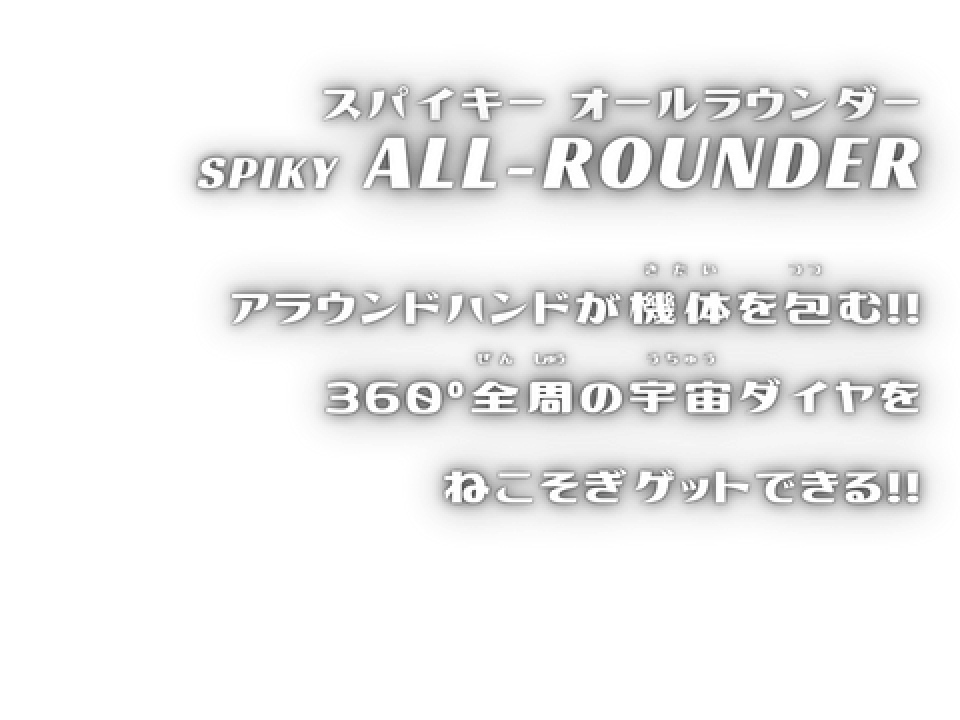 スパイキー オールラウンダー
SPIKY ALL-ROUNDER
きたい つつ
アラウンドハンドが機体を包む!!
ぜんしゅう うちゅう
360°全周の宇宙ダイヤを
ねこそぎゲットできる!!